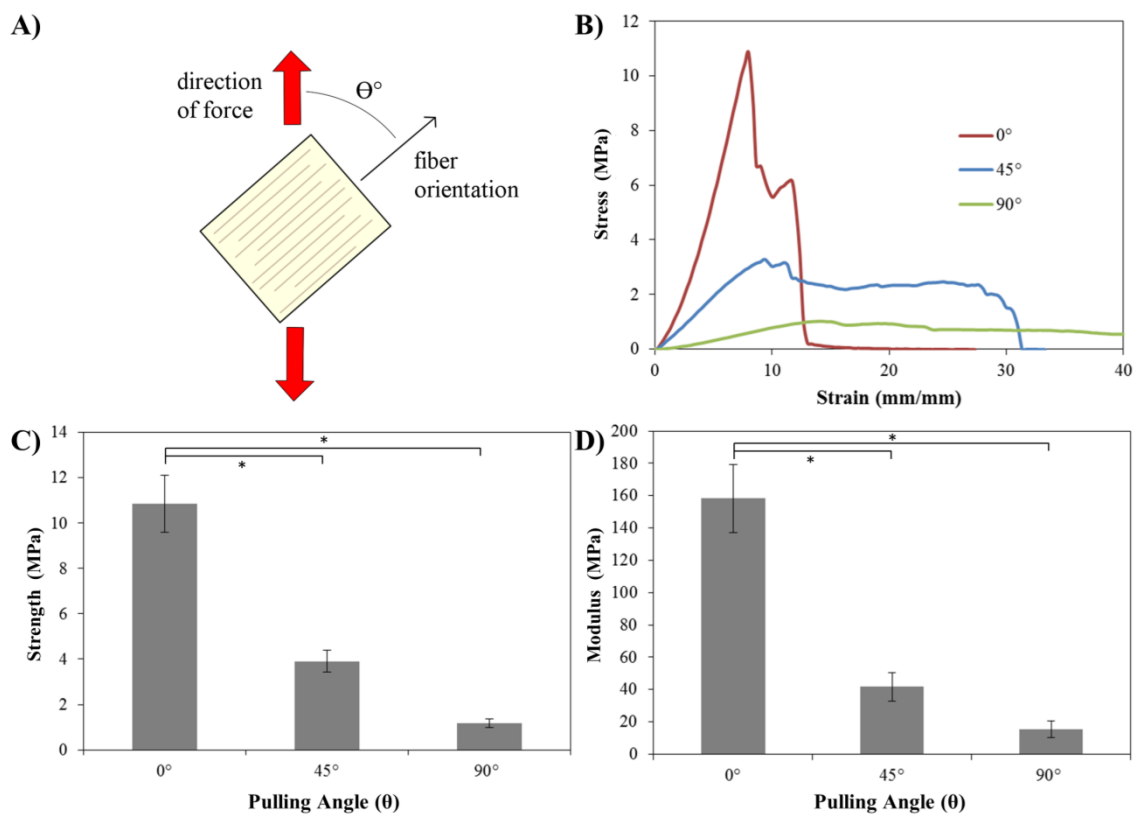 A)
direction
of force
Θ°
fiber
orientation
B)
12
10
8
6
4
2
0
Stress (MPa)
0°
45°
90°
0 10 20 30 40
Strain (mm/mm)
C)
14
12
10
8
6
4
2
0
Strength (MPa)
*
*
0° 45° 90°
Pulling Angle (θ)
D)
200
180
160
140
120
100
80
60
40
20
0
Modulus (MPa)
*
*
0° 45° 90°
Pulling Angle (θ)